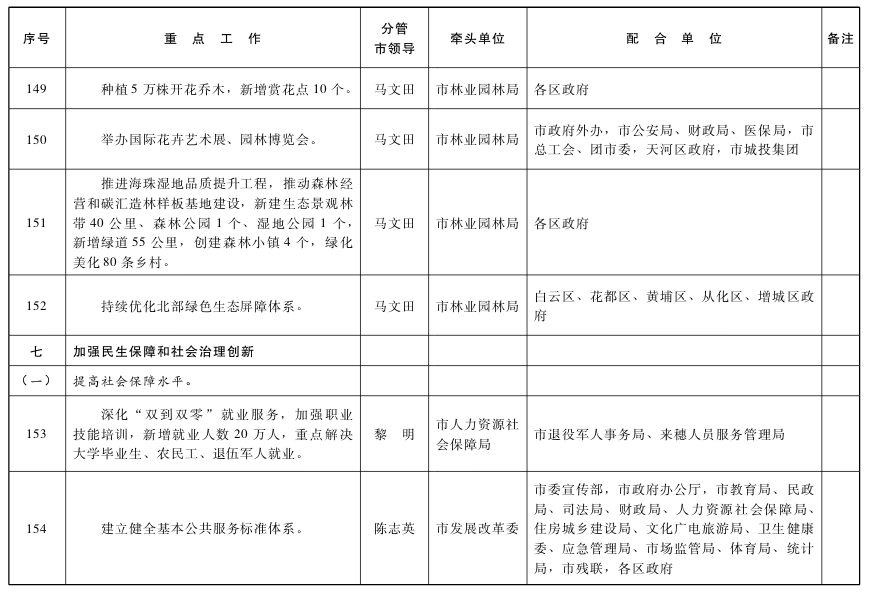 序号 重点工作 分管市领导 牵头单位 配合单位 备注
149 种植5万株开花乔木，新增赏花点10个。 马文田 市林业园林局 各区政府
150 举办国际花卉艺术展、园林博览会。 马文田 市林业园林局 市政府外办，市公安局、财政局、医保局，市
总工会、团市委，天河区政府，市城投集团
151 推进海珠湿地品质提升工程，推动森林经
营和碳汇造林样板基地建设，新建生态景观林
带40公里、森林公园1个、湿地公园1个，
新增绿道55公里，创建森林小镇4个，绿化
美化80条乡村。
马文田 市林业园林局 各区政府
152 持续优化北部绿色生态屏障体系。 马文田 市林业园林局 白云区、花都区、黄埔区、从化区、增城区政
府
七 加强民生保障和社会治理创新
（一） 提高社会保障水平。
153 深化“双到双零”就业服务，加强职业
技能培训，新增就业人数20万人，重点解决
大学毕业生、农民工、退伍军人就业。
黎 明 市人力资源社
会保障局
市退役军人事务局、来穗人员服务管理局
154 建立健全基本公共服务标准体系。 陈志英 市发展改革委
市委宣传部，市政府办公厅，市教育局、民政
局、司法局、财政局、人力资源社会保障局、
住房城乡建设局、文化广电旅游局、卫生健康
委、应急管理局、市场监管局、体育局、统计
局，市残联，各区政府